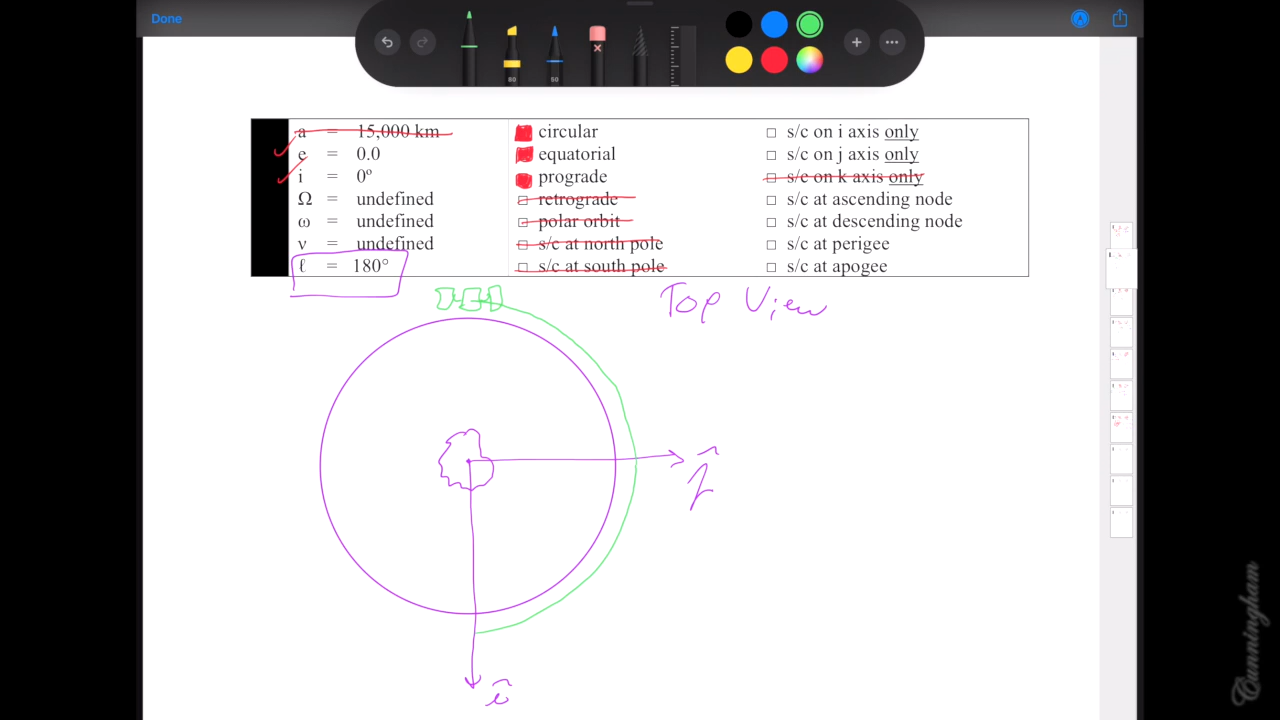 Done
80
50
a = 15,000 km
e = 0.0
i = 0º
Ω = undefined
ω = undefined
ν = undefined
ℓ = 180°
□ circular
□ equatorial
□ prograde
□ retrograde
□ polar orbit
□ s/c at north pole
□ s/c at south pole
□ s/c on i axis only
□ s/c on j axis only
□ s/c on k axis only
□ s/c at ascending node
□ s/c at descending node
□ s/c at perigee
□ s/c at apogee
Top View
ĵ
î
Cunningham